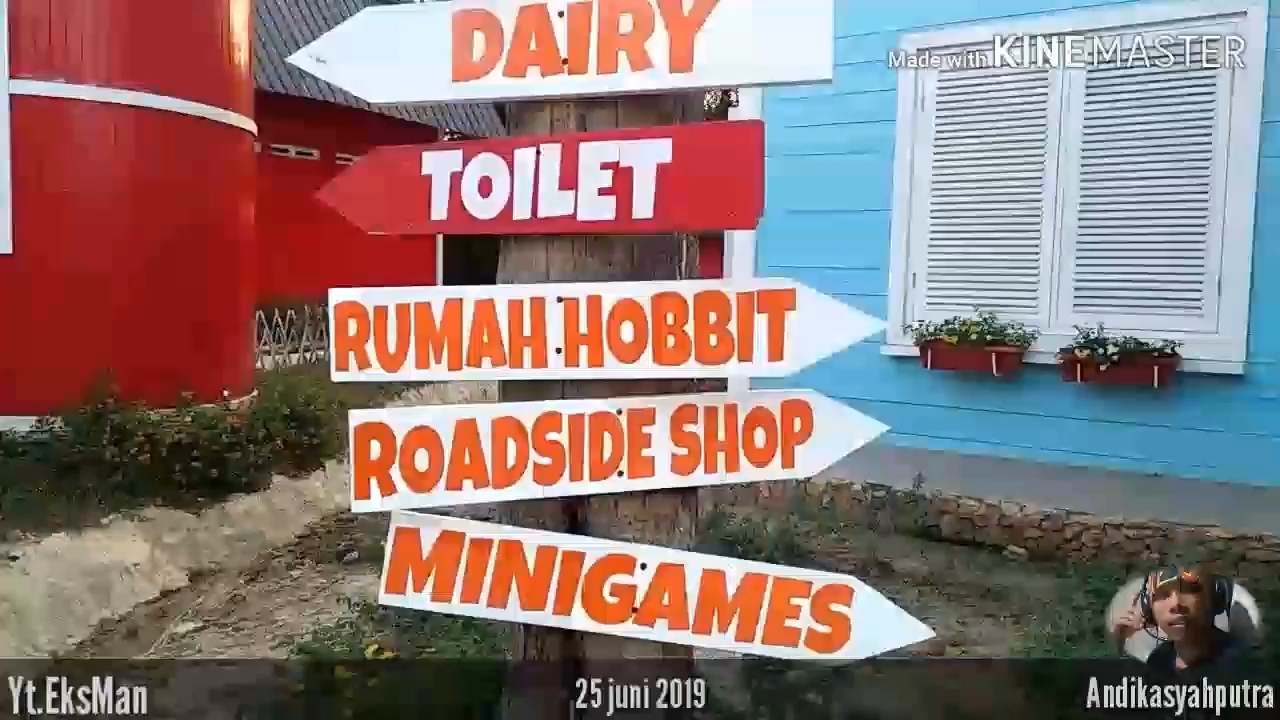 DAIRY
Made with KINEMASTER
TOILET
RUMAH HOBBIT
ROADSIDE SHOP
MINIGAMES
Yt.EksMan
25 juni 2019
Andikasyahputra